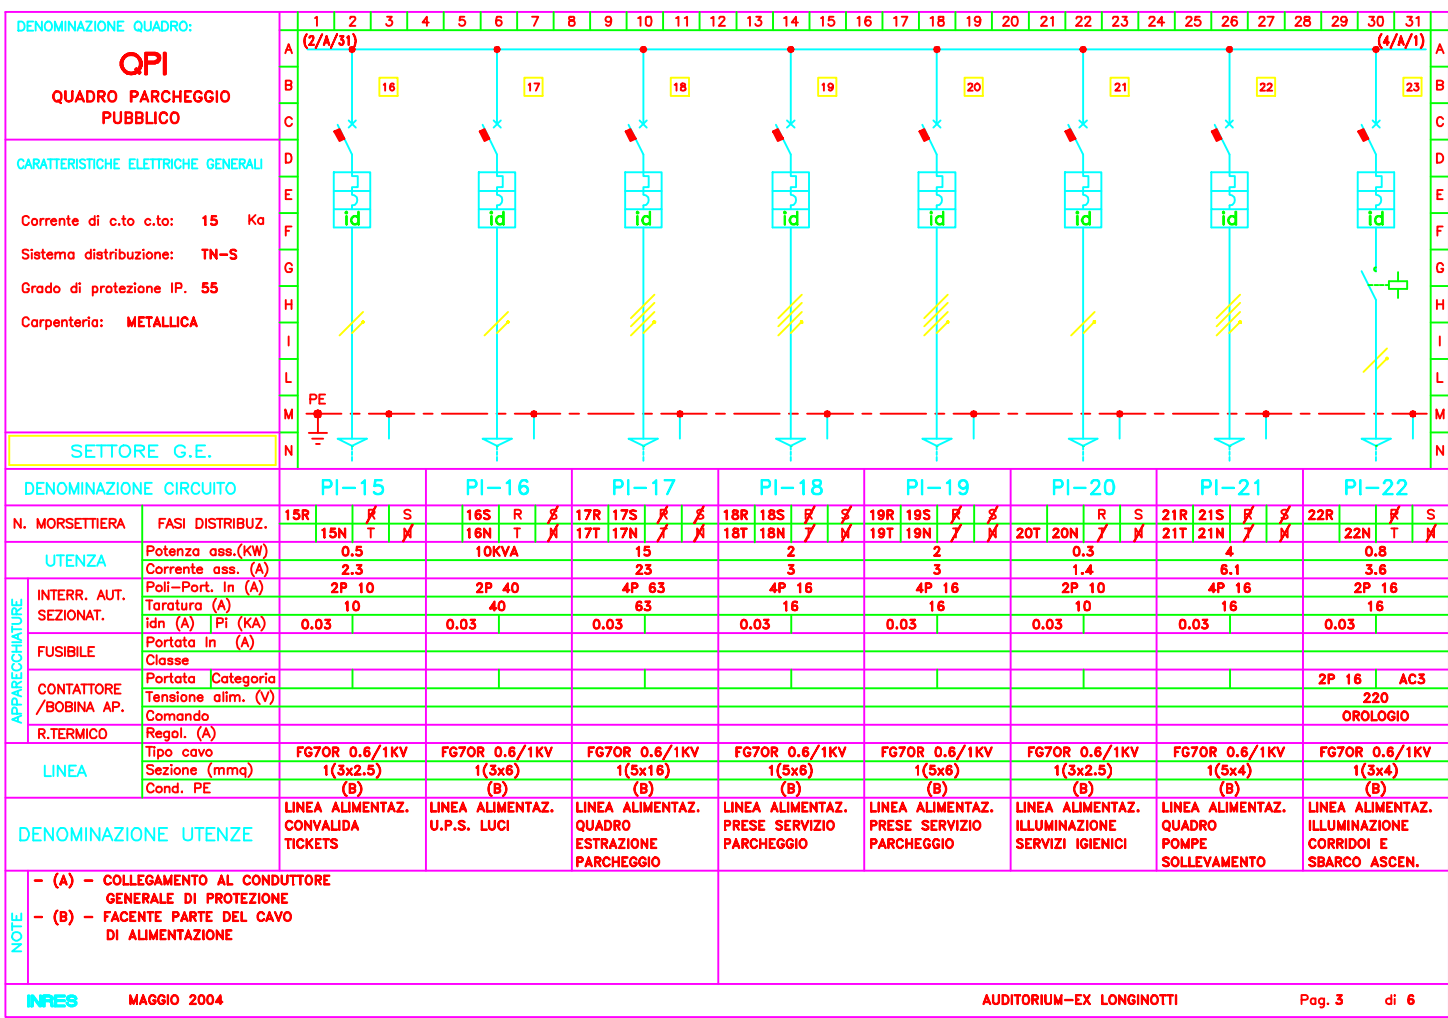 DENOMINAZIONE QUADRO:
QPI
QUADRO PARCHEGGIO
PUBBLICO
CARATTERISTICHE ELETTRICHE GENERALI
Corrente di c.to c.to: 15 Ka
Sistema distribuzione: TN-S
Grado di protezione IP. 55
Carpenteria: METALLICA
SETTORE G.E.
1 2 3 4 5 6 7 8 9 10 11 12 13 14 15 16 17 18 19 20 21 22 23 24 25 26 27 28 29 30 31
(2/A/31) (4/A/1)
A A
B 16 17 18 19 20 21 22 23 B
C C
D D
E E
F id id id id id id id id F
G G
H H
I I
L L
PE
M M
N N
DENOMINAZIONE CIRCUITO PI-15 PI-16 PI-17 PI-18 PI-19 PI-20 PI-21 PI-22
N. MORSETTIERA FASI DISTRIBUZ.
15R R S 16S R S 17R 17S R S 18R 18S R S 19R 19S R S R S 21R 21S R S 22R R S
15N T N 16N T N 17T 17N T N 18T 18N T N 19T 19N T N 20T 20N T N 21T 21N T N 22N T N
UTENZA
Potenza ass.(KW) 0.5 10KVA 15 2 2 0.3 4 0.8
Corrente ass. (A) 2.3 23 3 3 1.4 6.1 3.6
APPARECCHIATURE
INTERR. AUT.
SEZIONAT.
Poli-Port. In (A) 2P 10 2P 40 4P 63 4P 16 4P 16 2P 10 4P 16 2P 16
Taratura (A) 10 40 63 16 16 10 16 16
idn (A) Pi (KA) 0.03 0.03 0.03 0.03 0.03 0.03 0.03 0.03
FUSIBILE
Portata In (A)
Classe
CONTATTORE
/BOBINA AP.
Portata Categoria 2P 16 AC3
Tensione alim. (V) 220
Comando OROLOGIO
R.TERMICO Regol. (A)
LINEA
Tipo cavo FG7OR 0.6/1KV FG7OR 0.6/1KV FG7OR 0.6/1KV FG7OR 0.6/1KV FG7OR 0.6/1KV FG7OR 0.6/1KV FG7OR 0.6/1KV FG7OR 0.6/1KV
Sezione (mmq) 1(3x2.5) 1(3x6) 1(5x16) 1(5x6) 1(5x6) 1(3x2.5) 1(5x4) 1(3x4)
Cond. PE (B) (B) (B) (B) (B) (B) (B) (B)
DENOMINAZIONE UTENZE
LINEA ALIMENTAZ.
CONVALIDA
TICKETS
LINEA ALIMENTAZ.
U.P.S. LUCI
LINEA ALIMENTAZ.
QUADRO
ESTRAZIONE
PARCHEGGIO
LINEA ALIMENTAZ.
PRESE SERVIZIO
PARCHEGGIO
LINEA ALIMENTAZ.
PRESE SERVIZIO
PARCHEGGIO
LINEA ALIMENTAZ.
ILLUMINAZIONE
SERVIZI IGIENICI
LINEA ALIMENTAZ.
QUADRO
POMPE
SOLLEVAMENTO
LINEA ALIMENTAZ.
ILLUMINAZIONE
CORRIDOI E
SBARCO ASCEN.
NOTE
- (A) - COLLEGAMENTO AL CONDUTTORE
GENERALE DI PROTEZIONE
- (B) - FACENTE PARTE DEL CAVO
DI ALIMENTAZIONE
INRES MAGGIO 2004 AUDITORIUM-EX LONGINOTTI Pag. 3 di 6